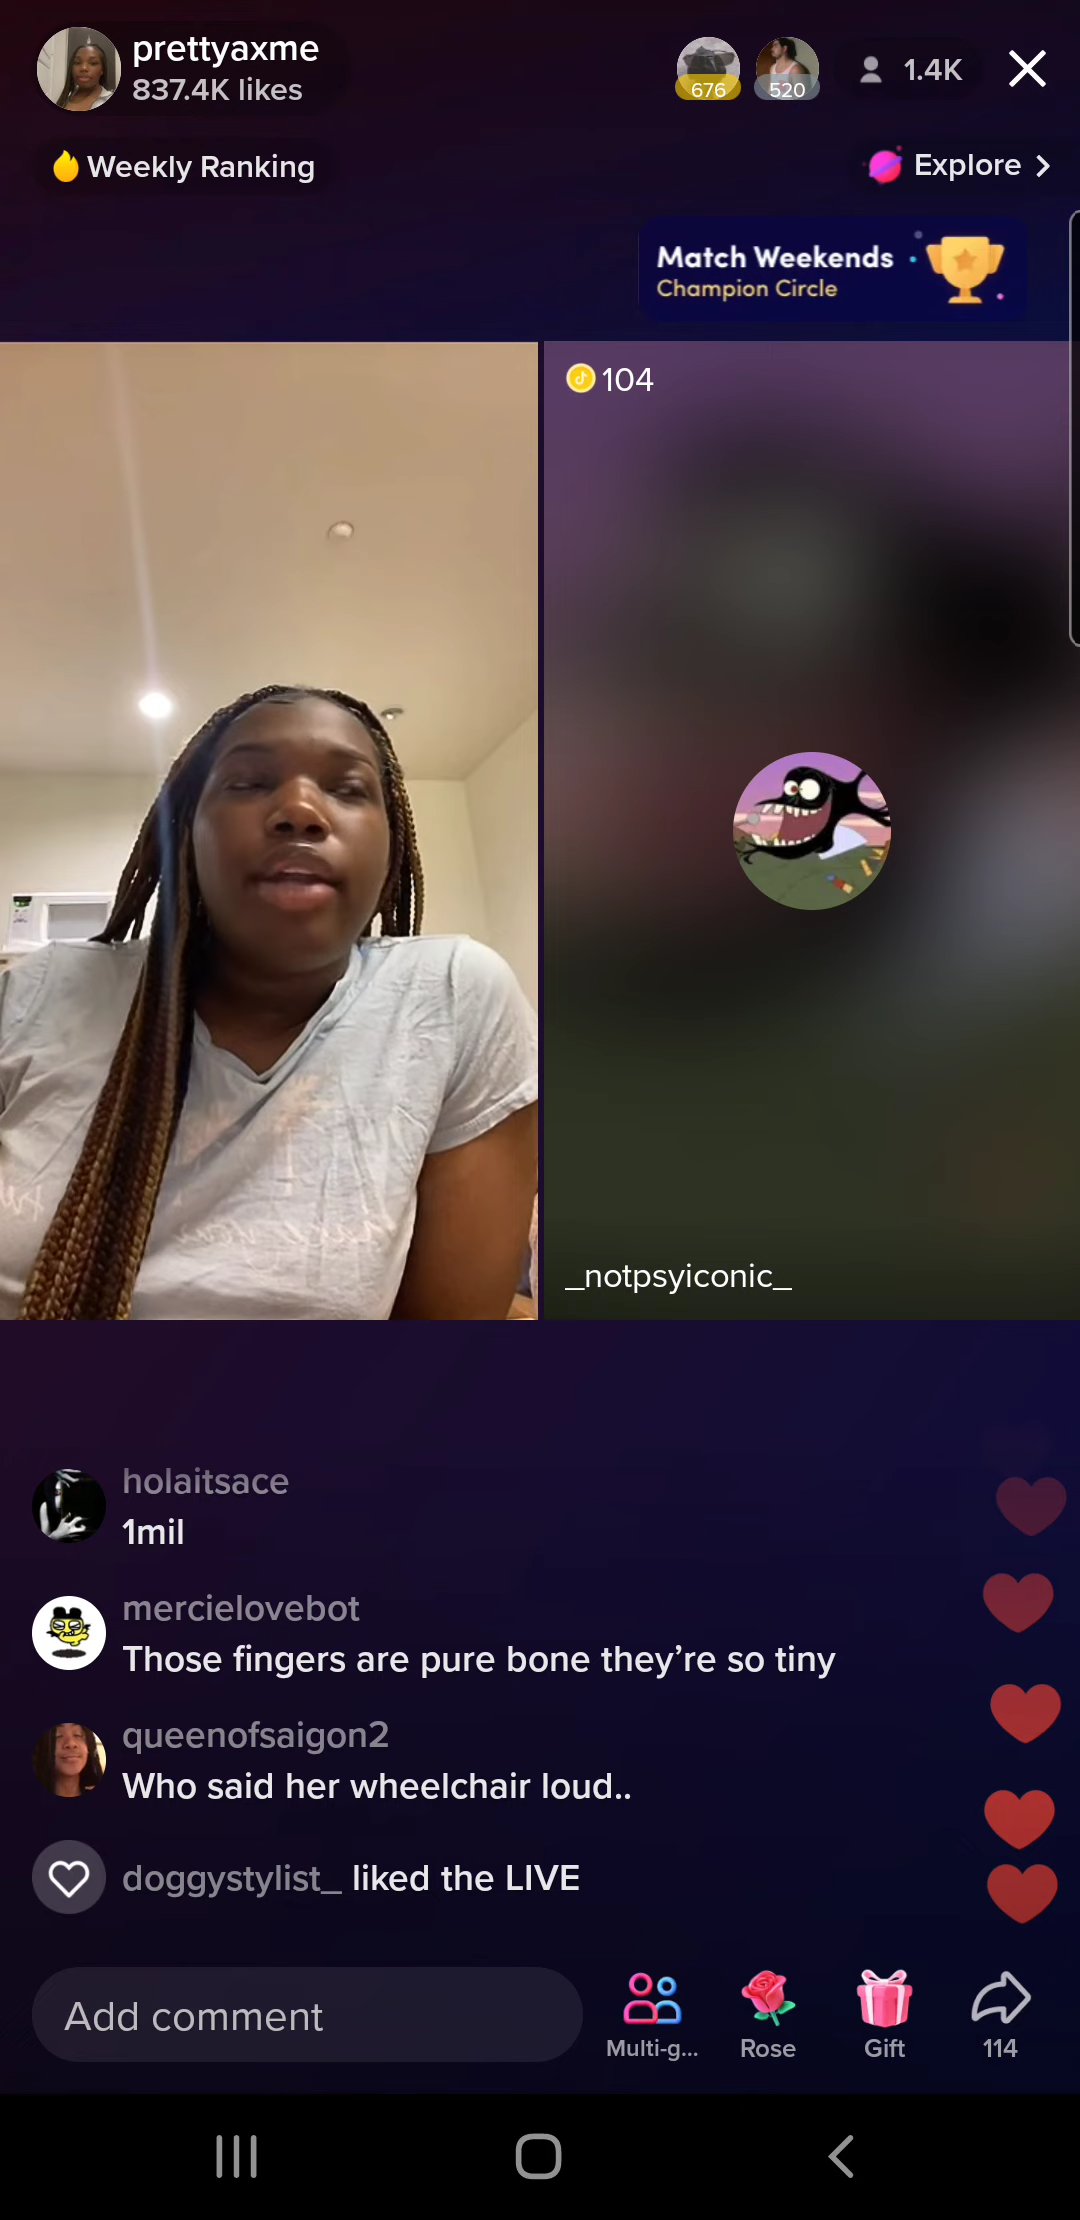 prettyaxme
837.4K likes
676
520
1.4K
Weekly Ranking
Explore >
Match Weekends
Champion Circle
104
_notpsyiconic_
holaitsace
1mil
mercielovebot
Those fingers are pure bone they’re so tiny
queenofsaigon2
Who said her wheelchair loud..
doggystylist_ liked the LIVE
Add comment
Multi-g...
Rose
Gift
114